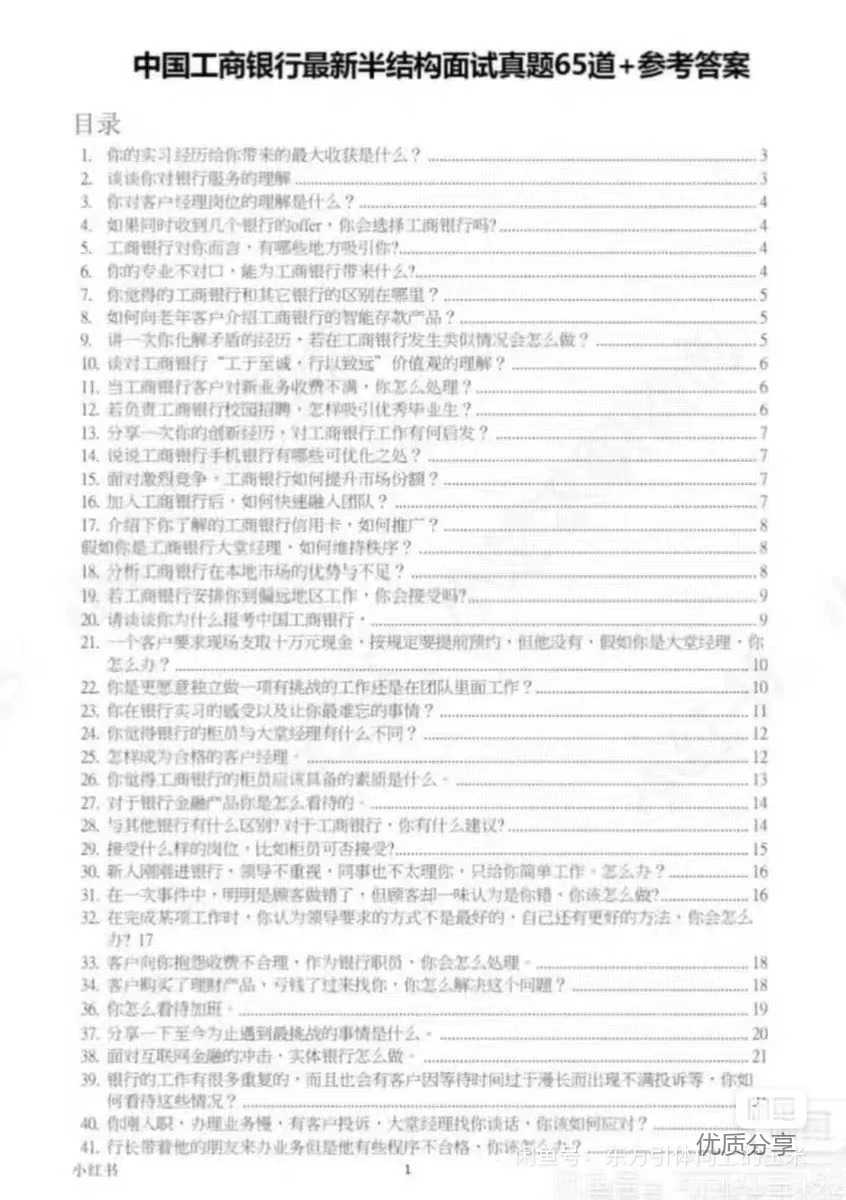 中国工商银行最新半结构面试真题65道+参考答案
目录
1. 你的实习经历给你带来的最大收获是什么？ 3
2. 谈谈你对银行服务的理解 3
3. 你对客户经理岗位的理解是什么？ 4
4. 如果同时收到几个银行的offer，你会选择工商银行吗? 4
5. 工商银行对你而言，有哪些地方吸引你? 4
6. 你的专业不对口，能为工商银行带来什么? 4
7. 你觉得的工商银行和其它银行的区别在哪里？ 5
8. 如何向老年客户介绍工商银行的智能存款产品？ 5
9. 讲一次你化解矛盾的经历，若在工商银行发生类似情况会怎么做？ 5
10. 谈对工商银行“工于至诚，行以致远”价值观的理解？ 6
11. 当工商银行客户对新业务收费不满，你怎么处理？ 6
12. 若负责工商银行校园招聘，怎样吸引优秀毕业生？ 6
13. 分享一次你的创新经历，对工商银行工作有何启发？ 7
14. 说说工商银行手机银行有哪些可优化之处？ 7
15. 面对激烈竞争，工商银行如何提升市场份额？ 7
16. 加入工商银行后，如何快速融入团队？ 7
17. 介绍下你了解的工商银行信用卡，如何推广？ 8
假如你是工商银行大堂经理，如何维持秩序？ 8
18. 分析工商银行在本地市场的优势与不足？ 8
19. 若工商银行安排你到偏远地区工作，你会接受吗? 9
20. 请谈谈你为什么报考中国工商银行。 9
21. 一个客户要求现场支取十万元现金，按规定要提前预约，但他没有，假如你是大堂经理，你
怎么办？ 10
22. 你是更愿意独立做一项有挑战的工作还是在团队里面工作？ 10
23. 你在银行实习的感受以及让你最难忘的事情？ 11
24. 你觉得银行的柜员与大堂经理有什么不同？ 12
25. 怎样成为合格的客户经理。 12
26. 你觉得工商银行的柜员应该具备的素质是什么。 13
27. 对于银行金融产品你是怎么看待的。 14
28. 与其他银行有什么区别? 对于工商银行，你有什么建议? 14
29. 接受什么样的岗位，比如柜员可否接受? 15
30. 新人刚刚进银行、领导不重视，同事也不太理你，只给你简单工作。怎么办？ 16
31. 在一次事件中，明明是顾客做错了，但顾客却一味认为是你错、你该怎么做? 16
32. 在完成某项工作时，你认为领导要求的方式不是最好的，自己还有更好的方法，你会怎么
办? 17
33. 客户向你抱怨收费不合理，作为银行职员，你会怎么处理。 18
34. 客户购买了理财产品，亏钱了过来找你，你怎么解决这个问题？ 18
36. 你怎么看待加班。 19
37. 分享一下至今为止遇到最挑战的事情是什么。 20
38. 面对互联网金融的冲击，实体银行怎么做。 21
39. 银行的工作有很多重复的，而且也会有客户因等待时间过于漫长而出现不满投诉等，你如
何看待这些情况？
40. 你刚入职，办理业务慢，有客户投诉，大堂经理找你谈话，你该如何应对？
41. 行长带着他的朋友来办业务但是他有些程序不合格，你该怎么办？
优质分享
小红书
1
闲鱼号：东方引体向上的玉米